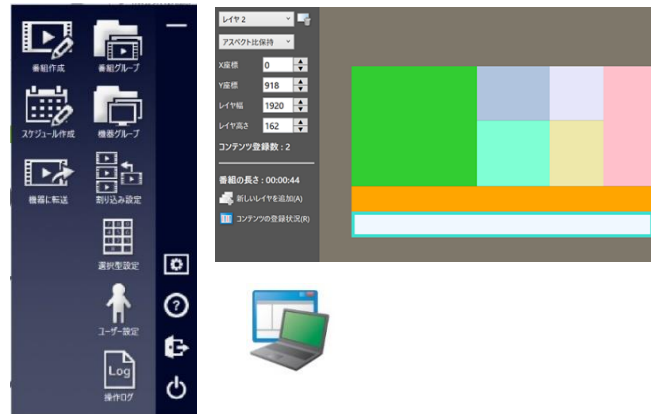 番組作成
番組グループ
スケジュール作成
機器グループ
機器に転送
割り込み設定
選択型設定
ユーザー設定
Log
操作ログ
レイヤ 2
アスペクト比保持
X座標 0
Y座標 918
レイヤ幅 1920
レイヤ高さ 162
コンテンツ登録数 : 2
番組の長さ : 00:00:44
新しいレイヤを追加(A)
コンテンツの登録状況(R)